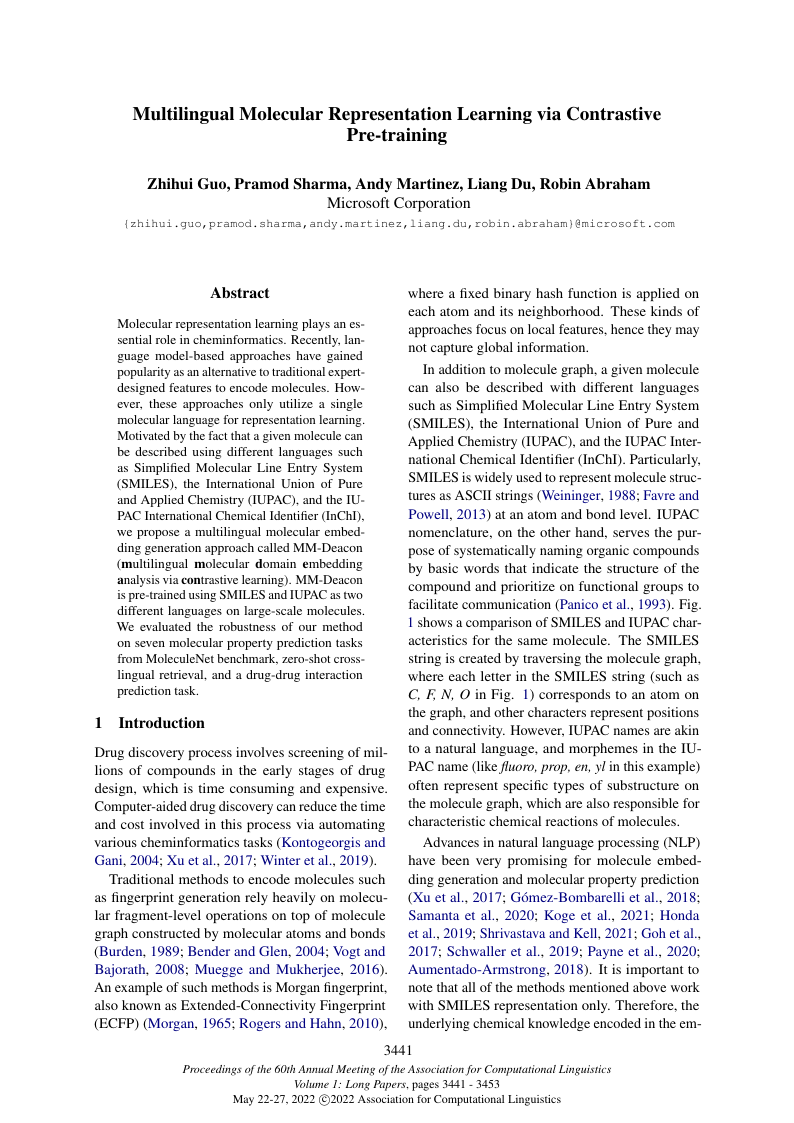 Multilingual Molecular Representation Learning via Contrastive
Pre-training
Zhihui Guo, Pramod Sharma, Andy Martinez, Liang Du, Robin Abraham
Microsoft Corporation
{zhihui.guo,pramod.sharma,andy.martinez,liang.du,robin.abraham}@microsoft.com
Abstract
Molecular representation learning plays an es-
sential role in cheminformatics. Recently, lan-
guage model-based approaches have gained
popularity as an alternative to traditional expert-
designed features to encode molecules. How-
ever, these approaches only utilize a single
molecular language for representation learning.
Motivated by the fact that a given molecule can
be described using different languages such
as Simplified Molecular Line Entry System
(SMILES), the International Union of Pure
and Applied Chemistry (IUPAC), and the IU-
PAC International Chemical Identifier (InChI),
we propose a multilingual molecular embed-
ding generation approach called MM-Deacon
(multilingual molecular domain embedding
analysis via contrastive learning). MM-Deacon
is pre-trained using SMILES and IUPAC as two
different languages on large-scale molecules.
We evaluated the robustness of our method
on seven molecular property prediction tasks
from MoleculeNet benchmark, zero-shot cross-
lingual retrieval, and a drug-drug interaction
prediction task.
1 Introduction
Drug discovery process involves screening of mil-
lions of compounds in the early stages of drug
design, which is time consuming and expensive.
Computer-aided drug discovery can reduce the time
and cost involved in this process via automating
various cheminformatics tasks (Kontogeorgis and
Gani, 2004; Xu et al., 2017; Winter et al., 2019).
Traditional methods to encode molecules such
as fingerprint generation rely heavily on molecu-
lar fragment-level operations on top of molecule
graph constructed by molecular atoms and bonds
(Burden, 1989; Bender and Glen, 2004; Vogt and
Bajorath, 2008; Muegge and Mukherjee, 2016).
An example of such methods is Morgan fingerprint,
also known as Extended-Connectivity Fingerprint
(ECFP) (Morgan, 1965; Rogers and Hahn, 2010),
where a fixed binary hash function is applied on
each atom and its neighborhood. These kinds of
approaches focus on local features, hence they may
not capture global information.
In addition to molecule graph, a given molecule
can also be described with different languages
such as Simplified Molecular Line Entry System
(SMILES), the International Union of Pure and
Applied Chemistry (IUPAC), and the IUPAC Inter-
national Chemical Identifier (InChI). Particularly,
SMILES is widely used to represent molecule struc-
tures as ASCII strings (Weininger, 1988; Favre and
Powell, 2013) at an atom and bond level. IUPAC
nomenclature, on the other hand, serves the pur-
pose of systematically naming organic compounds
by basic words that indicate the structure of the
compound and prioritize on functional groups to
facilitate communication (Panico et al., 1993). Fig.
1 shows a comparison of SMILES and IUPAC char-
acteristics for the same molecule. The SMILES
string is created by traversing the molecule graph,
where each letter in the SMILES string (such as
C, F, N, O in Fig. 1) corresponds to an atom on
the graph, and other characters represent positions
and connectivity. However, IUPAC names are akin
to a natural language, and morphemes in the IU-
PAC name (like fluoro, prop, en, yl in this example)
often represent specific types of substructure on
the molecule graph, which are also responsible for
characteristic chemical reactions of molecules.
Advances in natural language processing (NLP)
have been very promising for molecule embed-
ding generation and molecular property prediction
(Xu et al., 2017; Gómez-Bombarelli et al., 2018;
Samanta et al., 2020; Koge et al., 2021; Honda
et al., 2019; Shrivastava and Kell, 2021; Goh et al.,
2017; Schwaller et al., 2019; Payne et al., 2020;
Aumentado-Armstrong, 2018). It is important to
note that all of the methods mentioned above work
with SMILES representation only. Therefore, the
underlying chemical knowledge encoded in the em-
3441
Proceedings of the 60th Annual Meeting of the Association for Computational Linguistics
Volume 1: Long Papers, pages 3441 - 3453
May 22-27, 2022 ©2022 Association for Computational Linguistics